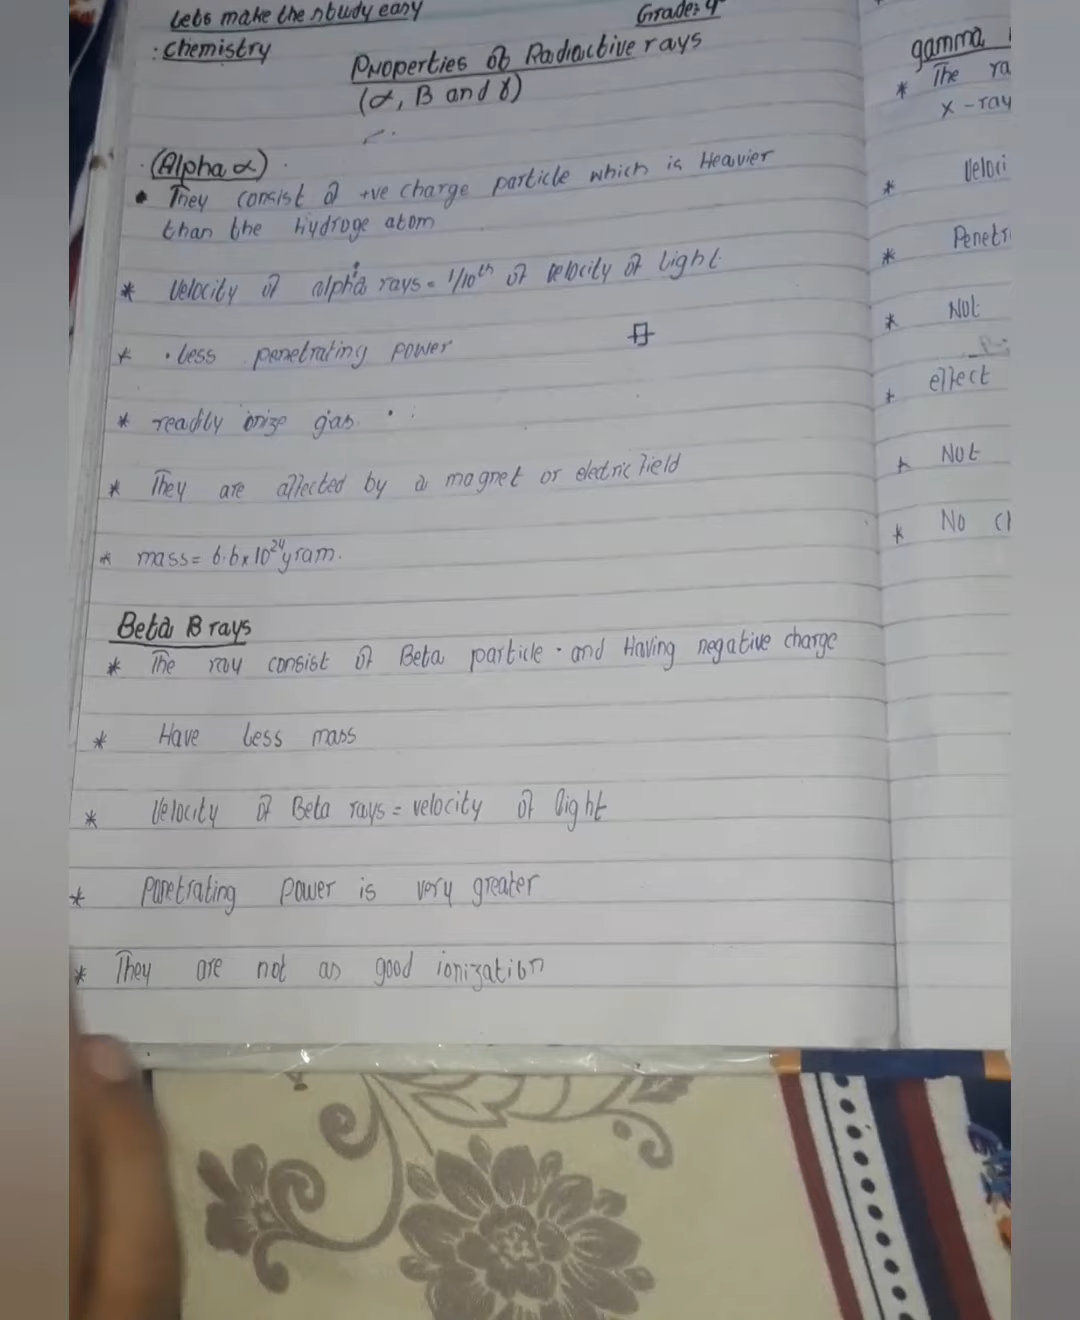 Lets make the study easy
Grade: 9
: Chemistry
Properties of Radioactive rays
(α, B and γ)
(Alpha α)
• They consist of +ve charge particle which is Heavier
than the hydroge atom
* Velocity of alpha rays = 1/10th of velocity of light
* . less penetrating power
* readily ionize gas
* They are affected by a magnet or electric field
* mass = 6.6x10²⁴ gram.
Beta B rays
* The ray consist of Beta particle . and Having negative charge
* Have less mass
* Velocity of Beta rays = velocity of light
* Penetrating power is very greater
* They are not as good ionization
gamma
* The ra
x-ray
* Veloci
* Penetr
* Not
* effect
* Not
* No ch